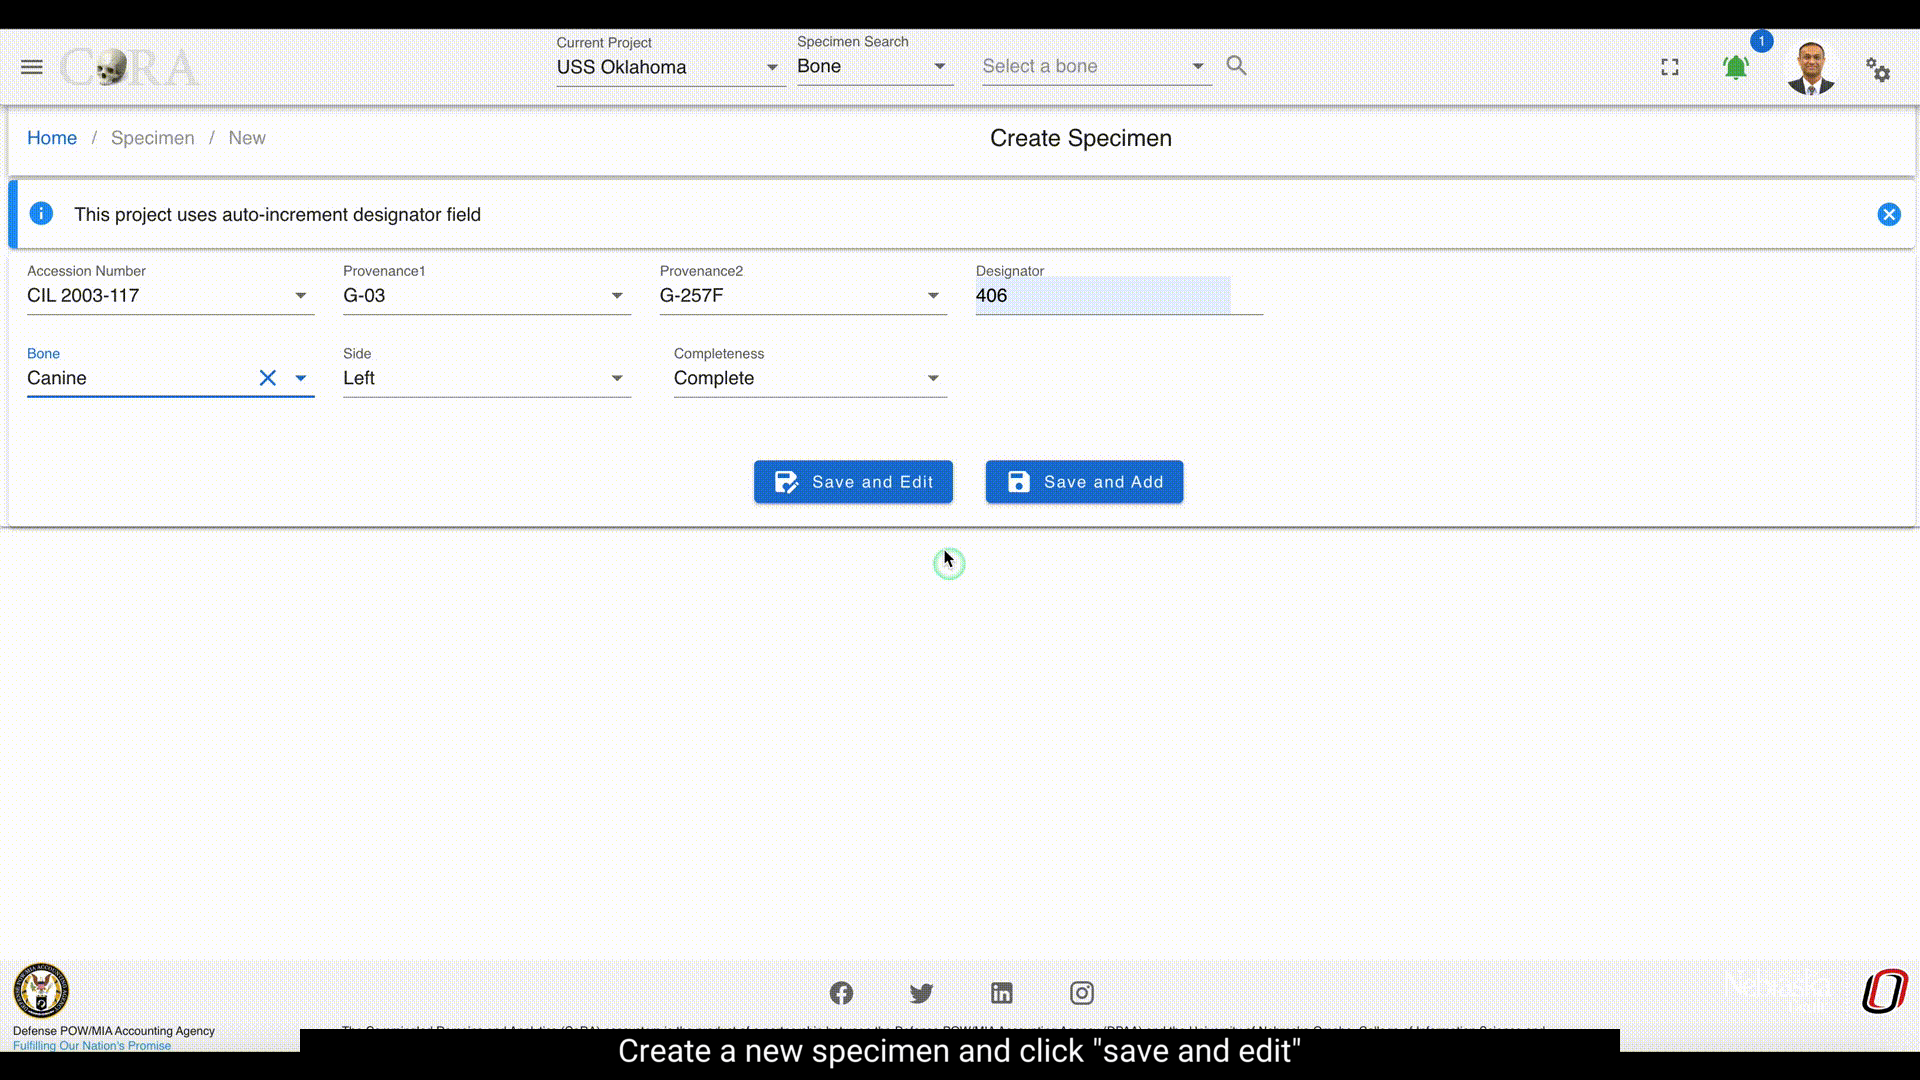 CoRA
Current Project
USS Oklahoma
Specimen Search
Bone
Select a bone
1
Home / Specimen / New
Create Specimen
This project uses auto-increment designator field
Accession Number
CIL 2003-117
Provenance1
G-03
Provenance2
G-257F
Designator
406
Bone
Canine
Side
Left
Completeness
Complete
Save and Edit
Save and Add
Nebraska
Omaha
Defense POW/MIA Accounting Agency
Fulfilling Our Nation's Promise
Create a new specimen and click "save and edit"